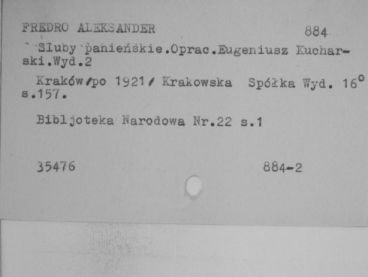 FREDRO ALEKSANDER 884
Sluby panieńskie.Oprac.Eugeniusz Kuchar-
ski.Wyd.2
Kraków/po 1921/ Krakowska Spółka Wyd. 16°
s.157.
Bibljoteka Narodowa Nr.22 s.1
35476 884-2